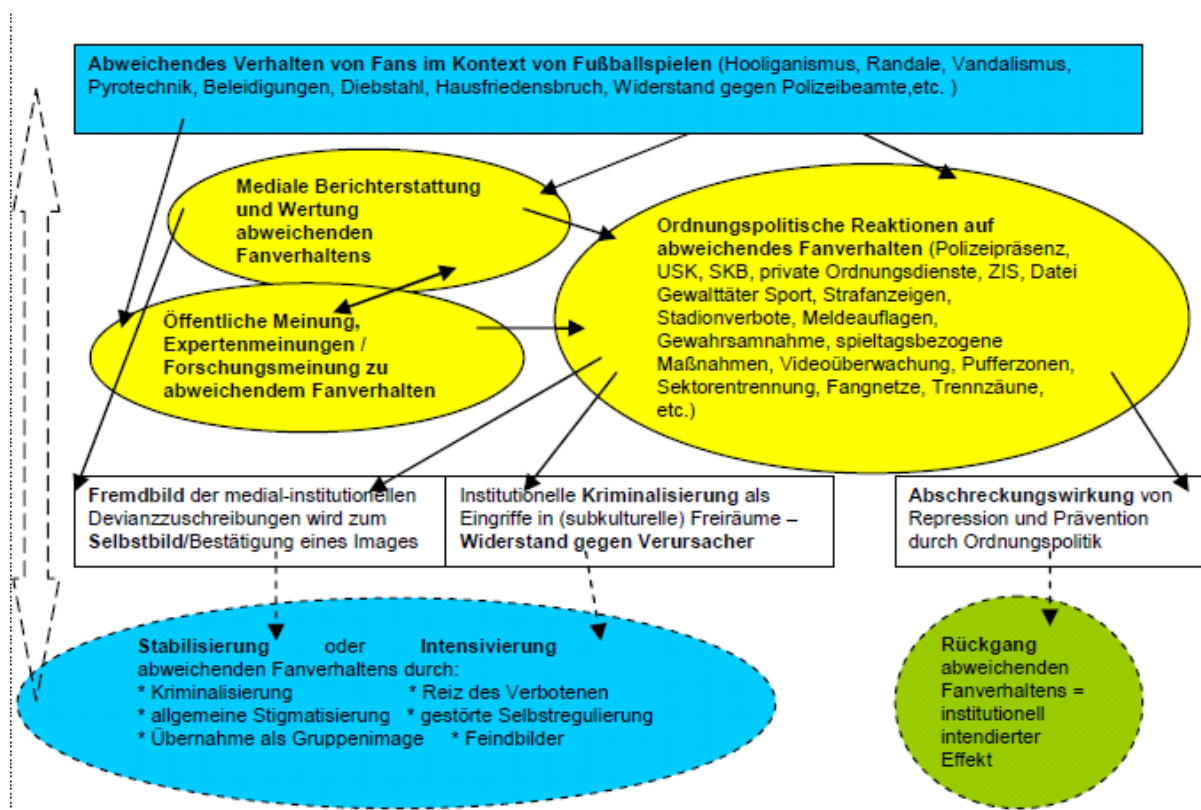 Abweichendes Verhalten von Fans im Kontext von Fußballspielen (Hooliganismus, Randale, Vandalismus,
Pyrotechnik, Beleidigungen, Diebstahl, Hausfriedensbruch, Widerstand gegen Polizeibeamte,etc. )
Mediale Berichterstattung
und Wertung
abweichenden
Fanverhaltens
Öffentliche Meinung,
Expertenmeinungen /
Forschungsmeinung zu
abweichendem Fanverhalten
Ordnungspolitische Reaktionen auf
abweichendes Fanverhalten (Polizeipräsenz,
USK, SKB, private Ordnungsdienste, ZIS, Datei
Gewalttäter Sport, Strafanzeigen,
Stadionverbote, Meldeauflagen,
Gewahrsamnahme, spieltagsbezogene
Maßnahmen, Videoüberwachung, Pufferzonen,
Sektorentrennung, Fangnetze, Trennzäune,
etc.)
Fremdbild der medial-institutionellen
Devianzzuschreibungen wird zum
Selbstbild/Bestätigung eines Images
Institutionelle Kriminalisierung als
Eingriffe in (subkulturelle) Freiräume –
Widerstand gegen Verursacher
Abschreckungswirkung von
Repression und Prävention
durch Ordnungspolitik
Stabilisierung oder Intensivierung
abweichenden Fanverhaltens durch:
* Kriminalisierung * Reiz des Verbotenen
* allgemeine Stigmatisierung * gestörte Selbstregulierung
* Übernahme als Gruppenimage * Feindbilder
Rückgang
abweichenden
Fanverhaltens =
institutionell
intendierter
Effekt